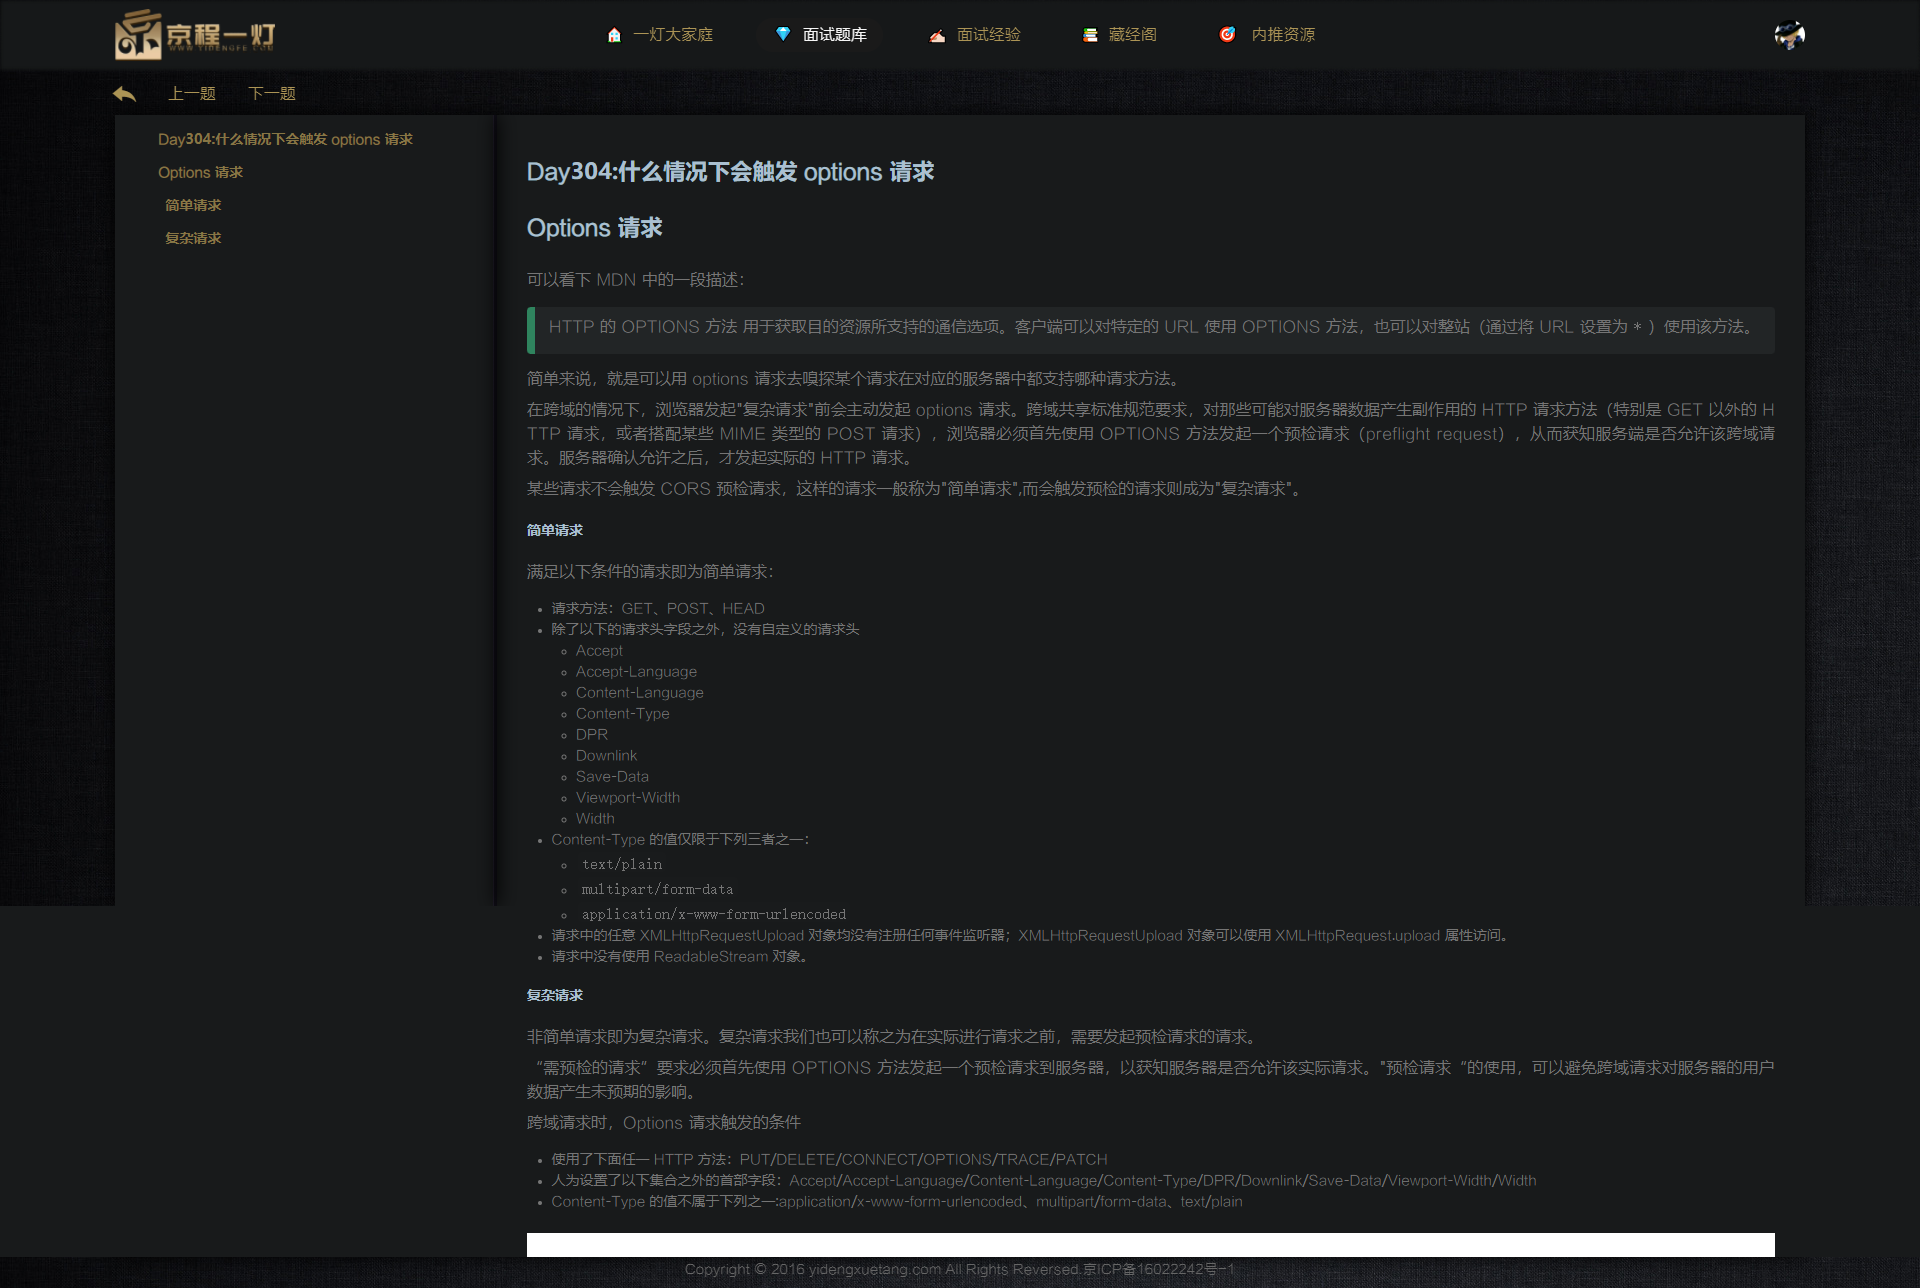 京程一灯
WWW.YIDENGFE.COM
一灯大家庭
面试题库
面试经验
藏经阁
内推资源
上一题
下一题
Day304:什么情况下会触发 options 请求
Options 请求
简单请求
复杂请求
Day304:什么情况下会触发 options 请求
Options 请求
可以看下 MDN 中的一段描述：
HTTP 的 OPTIONS 方法 用于获取目的资源所支持的通信选项。客户端可以对特定的 URL 使用 OPTIONS 方法，也可以对整站（通过将 URL 设置为 * ）使用该方法。
简单来说，就是可以用 options 请求去嗅探某个请求在对应的服务器中都支持哪种请求方法。
在跨域的情况下，浏览器发起"复杂请求"前会主动发起 options 请求。跨域共享标准规范要求，对那些可能对服务器数据产生副作用的 HTTP 请求方法（特别是 GET 以外的 H
TTP 请求，或者搭配某些 MIME 类型的 POST 请求），浏览器必须首先使用 OPTIONS 方法发起一个预检请求（preflight request），从而获知服务端是否允许该跨域请
求。服务器确认允许之后，才发起实际的 HTTP 请求。
某些请求不会触发 CORS 预检请求，这样的请求一般称为"简单请求",而会触发预检的请求则成为"复杂请求"。
简单请求
满足以下条件的请求即为简单请求：
请求方法：GET、POST、HEAD
除了以下的请求头字段之外，没有自定义的请求头
Accept
Accept-Language
Content-Language
Content-Type
DPR
Downlink
Save-Data
Viewport-Width
Width
Content-Type 的值仅限于下列三者之一：
text/plain
multipart/form-data
application/x-www-form-urlencoded
请求中的任意 XMLHttpRequestUpload 对象均没有注册任何事件监听器；XMLHttpRequestUpload 对象可以使用 XMLHttpRequest.upload 属性访问。
请求中没有使用 ReadableStream 对象。
复杂请求
非简单请求即为复杂请求。复杂请求我们也可以称之为在实际进行请求之前，需要发起预检请求的请求。
“需预检的请求”要求必须首先使用 OPTIONS 方法发起一个预检请求到服务器，以获知服务器是否允许该实际请求。"预检请求“的使用，可以避免跨域请求对服务器的用户
数据产生未预期的影响。
跨域请求时，Options 请求触发的条件
使用了下面任一 HTTP 方法：PUT/DELETE/CONNECT/OPTIONS/TRACE/PATCH
人为设置了以下集合之外的首部字段：Accept/Accept-Language/Content-Language/Content-Type/DPR/Downlink/Save-Data/Viewport-Width/Width
Content-Type 的值不属于下列之一:application/x-www-form-urlencoded、multipart/form-data、text/plain
Copyright © 2016 yidengxuetang.com All Rights Reversed.京ICP备16022242号-1